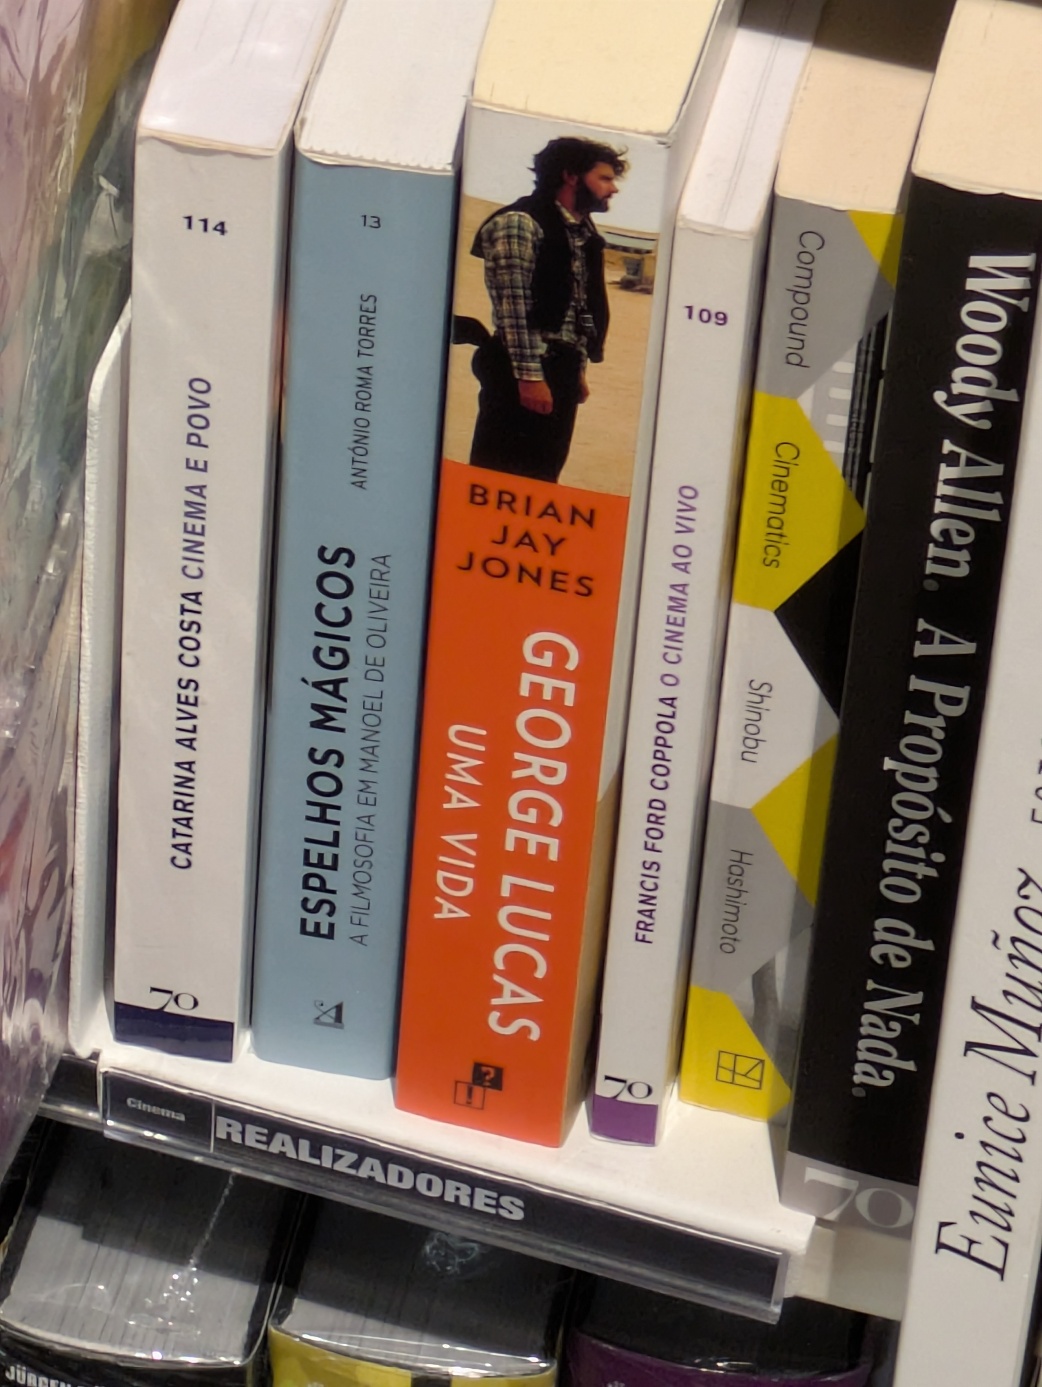 114
CATARINA ALVES COSTA CINEMA E POVO
70
13
ANTÓNIO ROMA TORRES
ESPELHOS MÁGICOS
A FILMOSOFIA EM MANOEL DE OLIVEIRA
BRIAN
JAY
JONES
GEORGE LUCAS
UMA VIDA
?
!
109
FRANCIS FORD COPPOLA O CINEMA AO VIVO
70
Compound
Cinematics
Shinobu
Hashimoto
Woody Allen. A Propósito de Nada.
70
Eunice Muñoz
Cinema
REALIZADORES
JÜRGEN